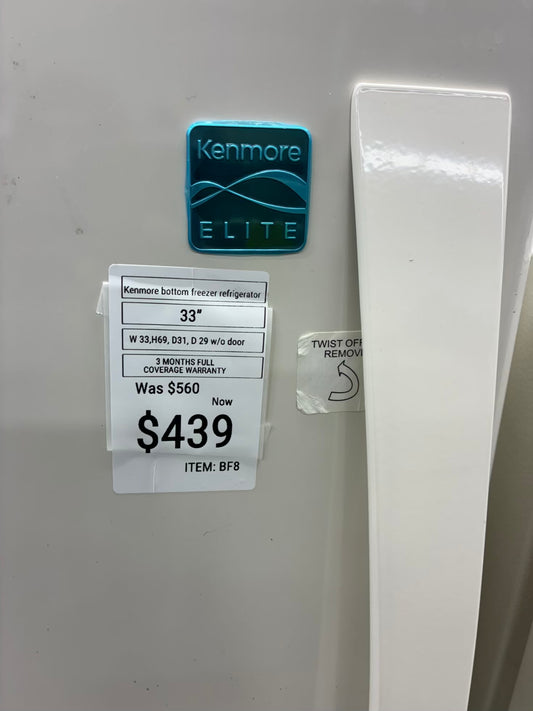 Kenmore
ELITE
Kenmore bottom freezer refrigerator
33”
W 33,H69, D31, D 29 w/o door
3 MONTHS FULL
COVERAGE WARRANTY
Was $560
Now
$439
ITEM: BF8
TWIST OFF
REMOVE